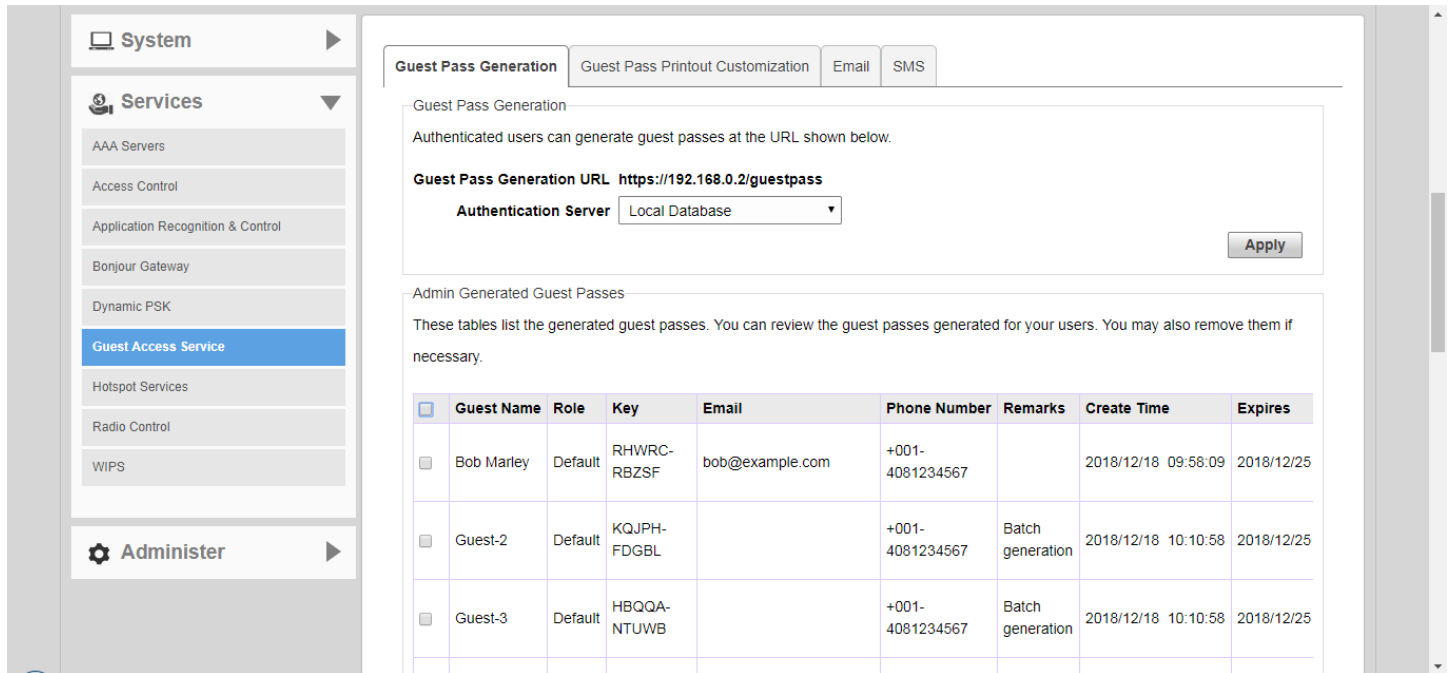 System
Services
AAA Servers
Access Control
Application Recognition & Control
Bonjour Gateway
Dynamic PSK
Guest Access Service
Hotspot Services
Radio Control
WIPS
Administer
Guest Pass Generation Guest Pass Printout Customization Email SMS
Guest Pass Generation
Authenticated users can generate guest passes at the URL shown below.
Guest Pass Generation URL https://192.168.0.2/guestpass
Authentication Server Local Database
Apply
Admin Generated Guest Passes
These tables list the generated guest passes. You can review the guest passes generated for your users. You may also remove them if
necessary.
Guest Name Role Key Email Phone Number Remarks Create Time Expires
Bob Marley Default RHWRC-RBZSF bob@example.com +001-4081234567 2018/12/18 09:58:09 2018/12/25
Guest-2 Default KQJPH-FDGBL +001-4081234567 Batch generation 2018/12/18 10:10:58 2018/12/25
Guest-3 Default HBQQA-NTUWB +001-4081234567 Batch generation 2018/12/18 10:10:58 2018/12/25